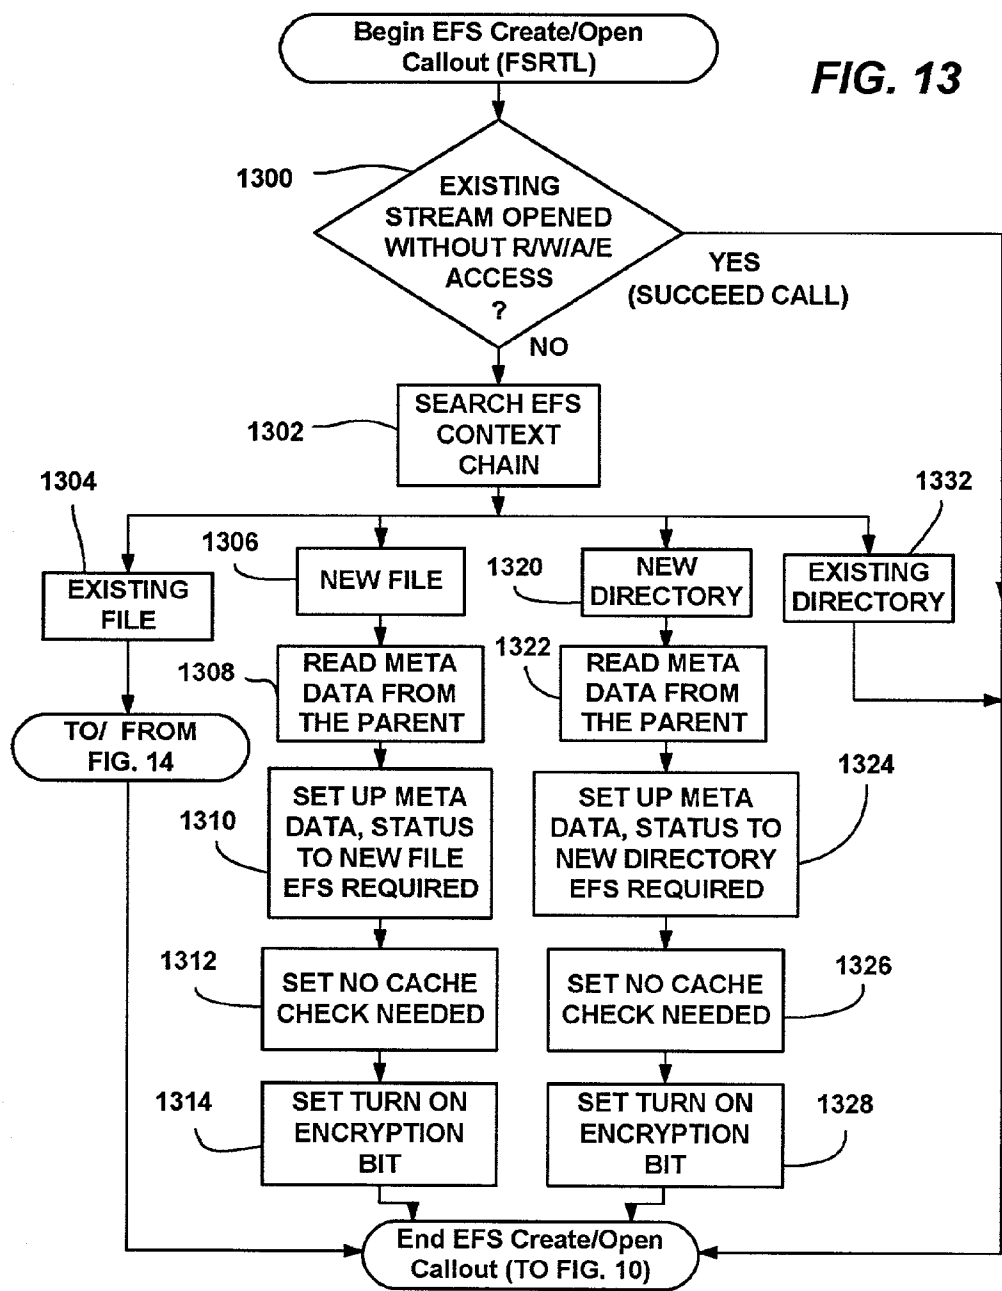 Begin EFS Create/Open
Callout (FSRTL)
FIG. 13
1300
EXISTING
STREAM OPENED
WITHOUT R/W/A/E
ACCESS
?
YES
(SUCCEED CALL)
NO
1302
SEARCH EFS
CONTEXT
CHAIN
1304
EXISTING
FILE
1306
NEW FILE
1320
NEW
DIRECTORY
1332
EXISTING
DIRECTORY
1308
READ META
DATA FROM
THE PARENT
1322
READ META
DATA FROM
THE PARENT
TO/ FROM
FIG. 14
1310
SET UP META
DATA, STATUS
TO NEW FILE
EFS REQUIRED
1324
SET UP META
DATA, STATUS TO
NEW DIRECTORY
EFS REQUIRED
1312
SET NO CACHE
CHECK NEEDED
1326
SET NO CACHE
CHECK NEEDED
1314
SET TURN ON
ENCRYPTION
BIT
1328
SET TURN ON
ENCRYPTION
BIT
End EFS Create/Open
Callout (TO FIG. 10)